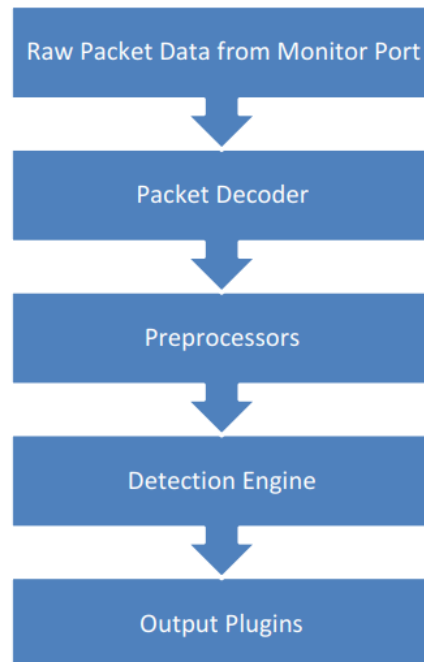 Raw Packet Data from Monitor Port
Packet Decoder
Preprocessors
Detection Engine
Output Plugins